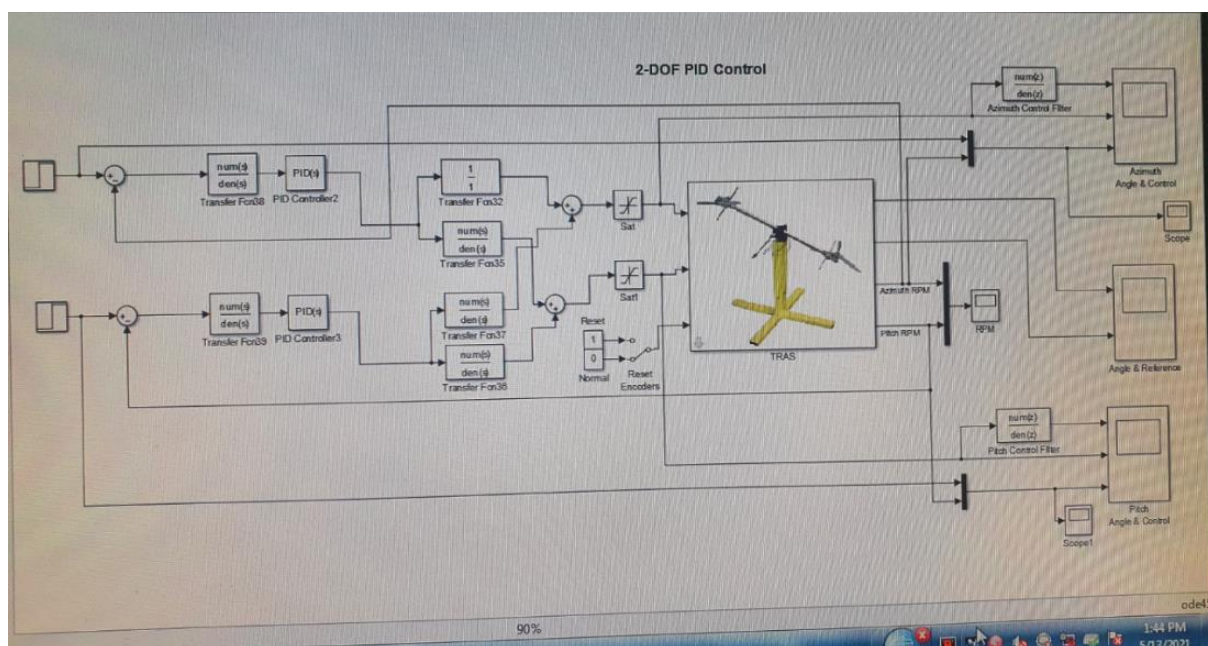 2-DOF PID Control
num(z)
den(z)
Azimuth Control Filter
Azimuth
Angle & Control
Scope
num(s)
den(s)
Transfer Fcn38
PID(s)
PID Controller2
1
1
Transfer Fcn32
Sat
num(s)
den(s)
Transfer Fcn35
Sat1
Azimuth RPM
Pitch RPM
RPM
TRAS
num(s)
den(s)
Transfer Fcn39
PID(s)
PID Controller3
num(s)
den(s)
Transfer Fcn37
num(s)
den(s)
Transfer Fcn36
Reset
1
0
Normal
Reset
Encoders
Angle & Reference
num(z)
den(z)
Pitch Control Filter
Pitch
Angle & Control
Scope1
90%
1:44 PM
5/13/2021